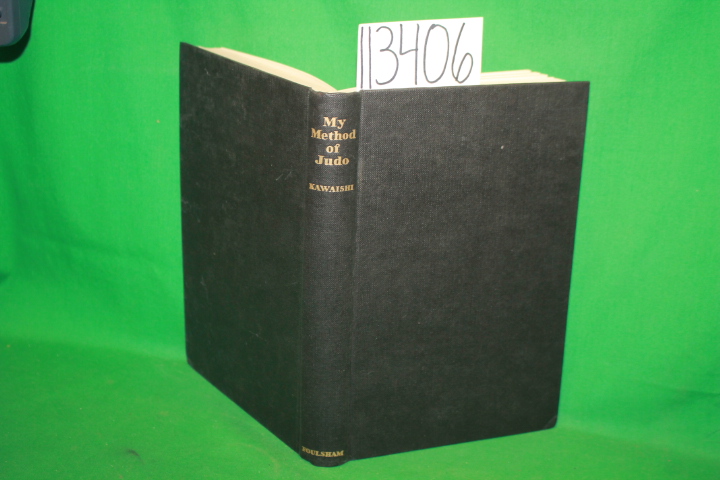 113406
My
Method
of
Judo
KAWAISHI
FOULSHAM